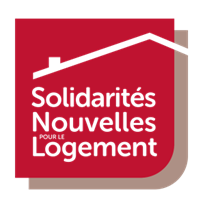 Solidarités
Nouvelles
POUR LE
Logement